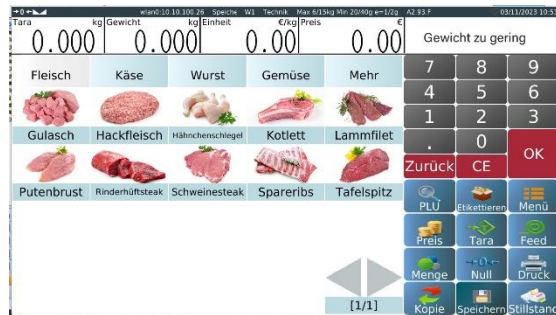 →0← wlan0:10.10.100.26 Speiche W1 Technik Max 6/15kg Min 20/40g e=1/2g A2.93.F 03/11/2023 10:53
Tara kg Gewicht kg Einheit €/kg Preis €
0.000 0.000 0.00 0.00
Gewicht zu gering
Fleisch Käse Wurst Gemüse Mehr
Gulasch Hackfleisch Hähnchenschlegel Kotlett Lammfilet
Putenbrust Rinderhüftsteak Schweinesteak Spareribs Tafelspitz
[1/1]
7 8 9
4 5 6
1 2 3
. 0 OK
Zurück CE
PLU Etikettieren Menü
Preis Tara Feed
Menge Null Druck
Kopie Speichern Stillstand